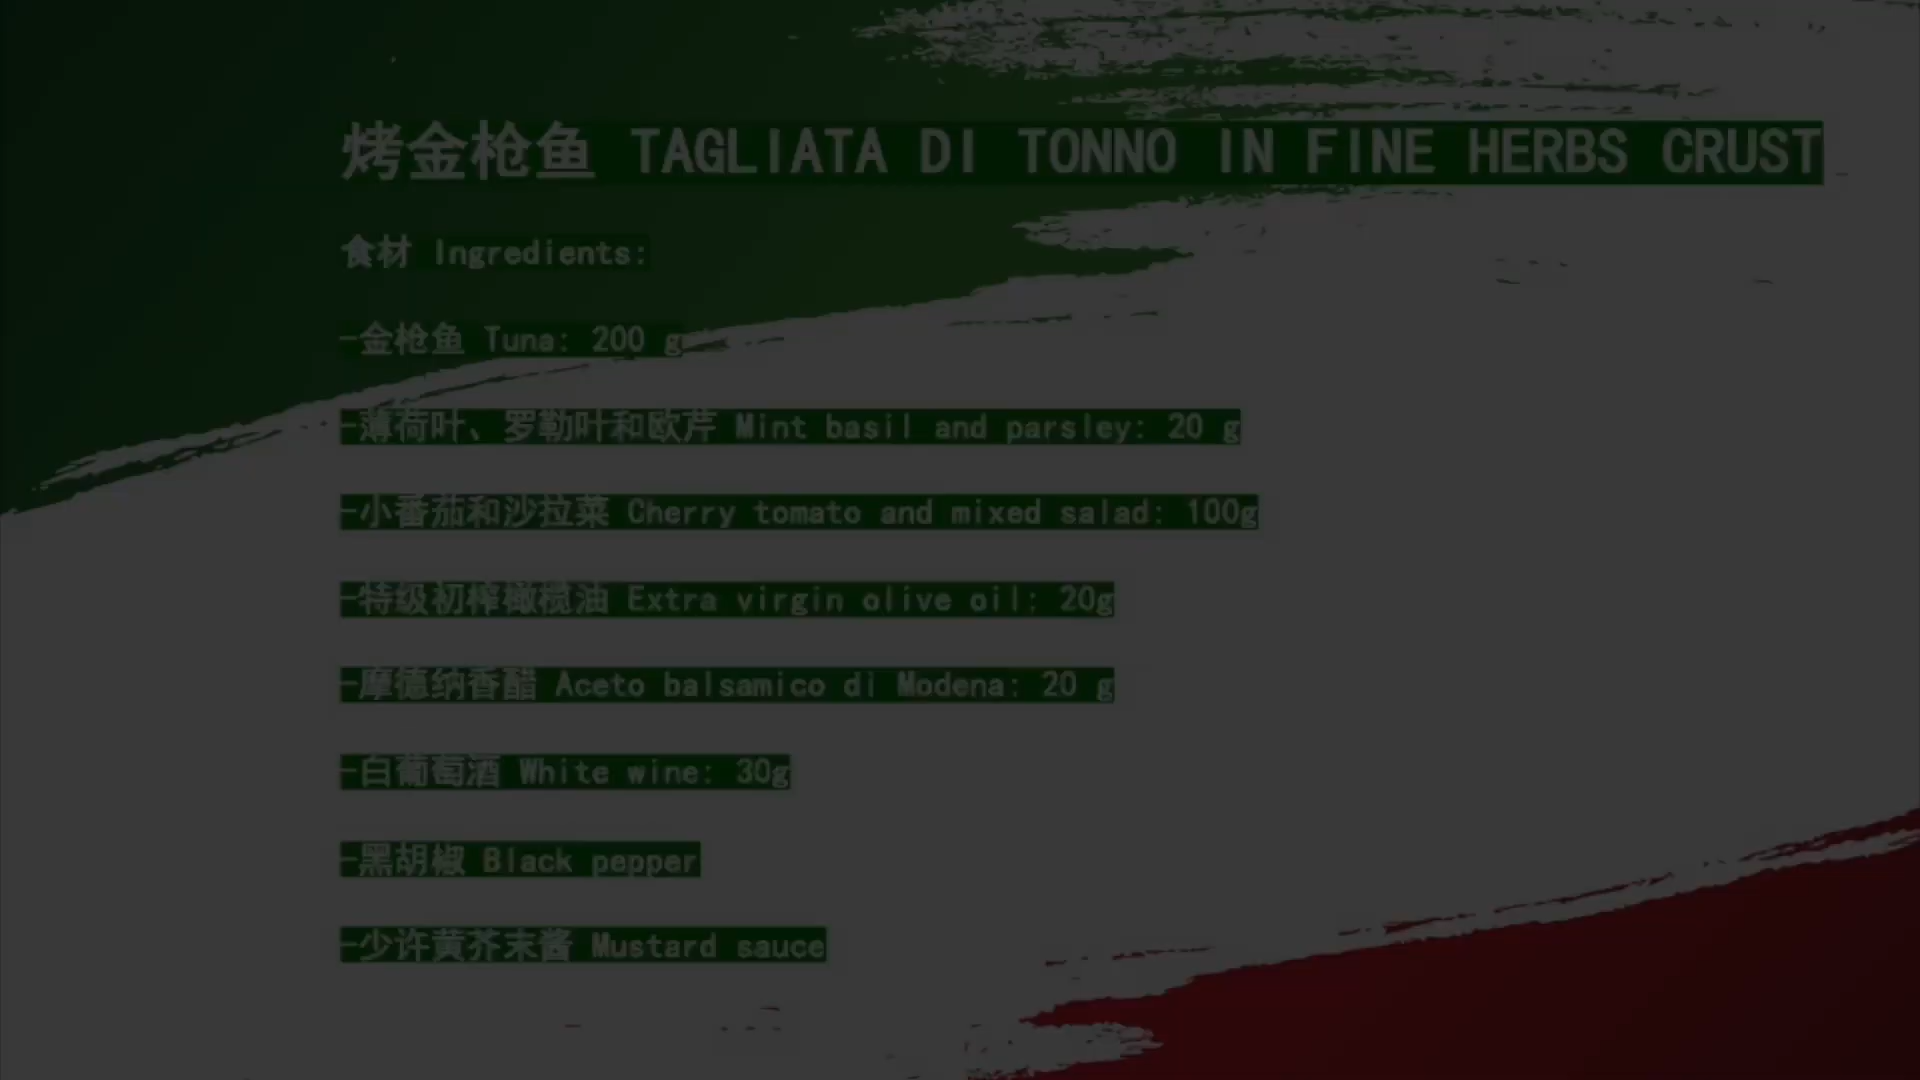 烤金枪鱼 TAGLIATA DI TONNO IN FINE HERBS CRUST
食材 Ingredients:
-金枪鱼 Tuna: 200 g
-薄荷叶、罗勒叶和欧芹 Mint basil and parsley: 20 g
-小番茄和沙拉菜 Cherry tomato and mixed salad: 100g
-特级初榨橄榄油 Extra virgin olive oil: 20g
-摩德纳香醋 Aceto balsamico di Modena: 20 g
-白葡萄酒 White wine: 30g
-黑胡椒 Black pepper
-少许黄芥末酱 Mustard sauce